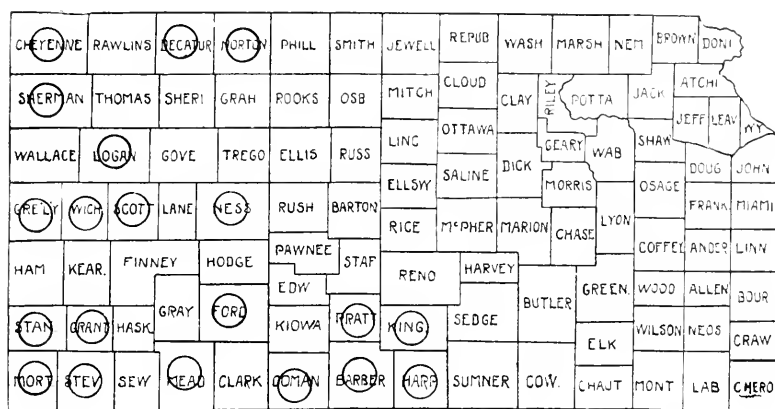 CHEYENNE RAWLINS DECATUR NORTON PHILL SMITH JEWELL REPUB WASH MARSH NEM BROWN DONI
SHERMAN THOMAS SHERI GRAH ROOKS OSB MITCH CLOUD CLAY RILEY POTTA JACK ATCHI
JEFF LEAV WY
WALLACE LOGAN GOVE TREGO ELLIS RUSS LINC OTTAWA DICK GEARY WAB SHAW DOUG JOHN
ELLSW SALINE MORRIS OSAGE
GRE'LY WICH SCOTT LANE NESS RUSH BARTON RICE McPHER MARION CHASE LYON FRANK MIAMI
HAM KEAR. FINNEY HODGE PAWNEE STAF RENO HARVEY COFFEY ANDER LINN
EDW BUTLER GREEN. WOOD ALLEN BOUR
STAN GRANT HASK GRAY FORD KIOWA PRATT KING. SEDGE ELK WILSON NEOS CRAW
MORT STEV SEW MEAD CLARK COMAN BARBER HARP SUMNER COW. CHAUT MONT LAB CHERO